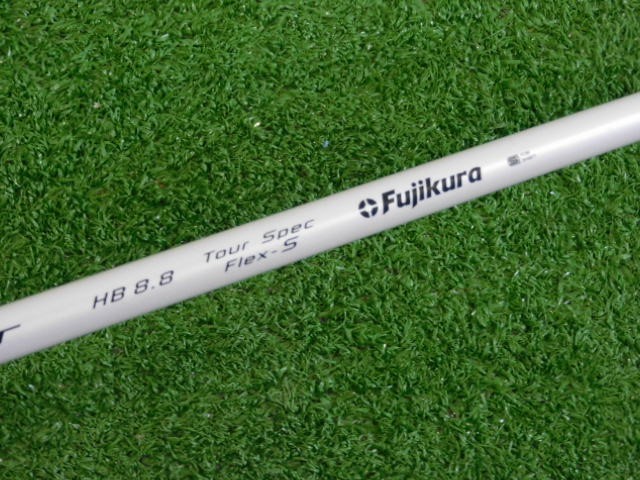 HB 8.8
Tour Spec
Flex-S
Fujikura